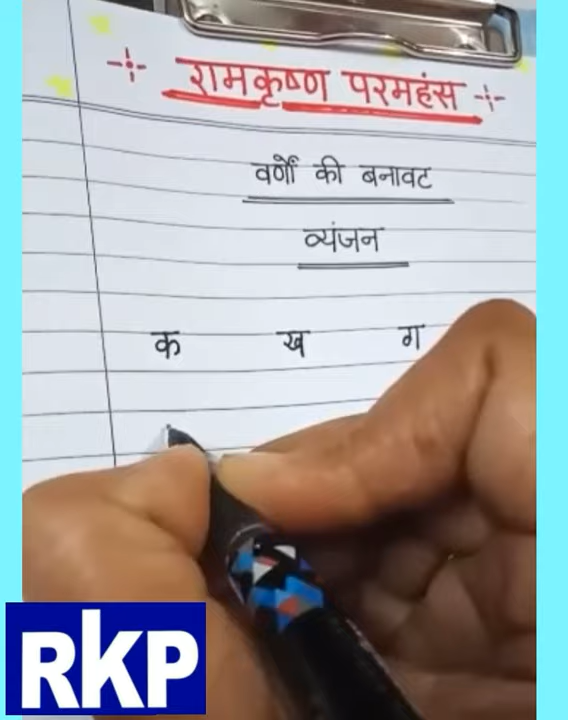 रामकृष्ण परमहंस
वर्णों की बनावट
व्यंजन
क ख ग
RKP